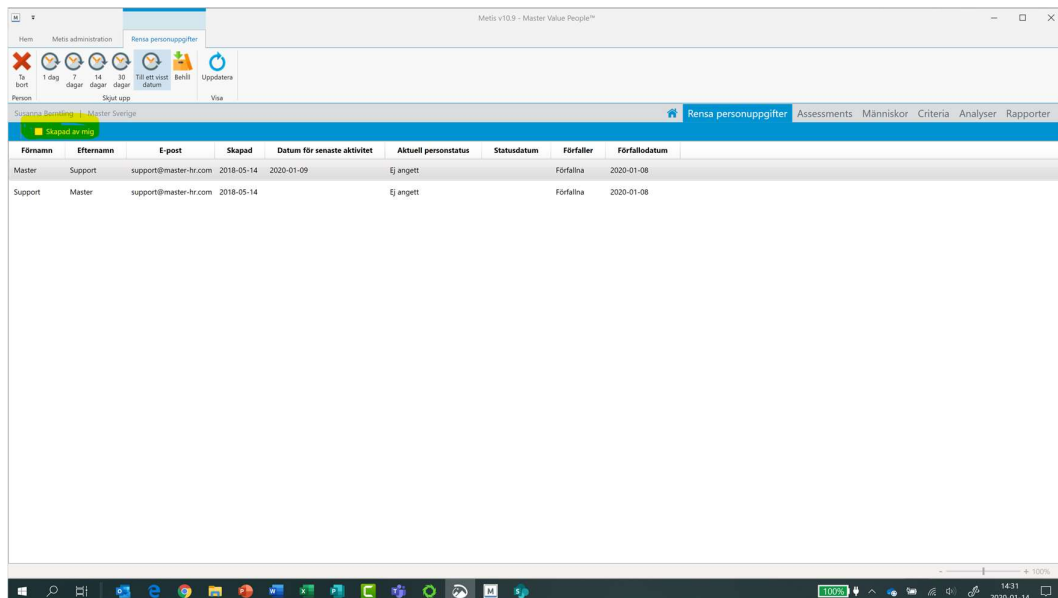 M
Metis v10.9 - Master Value People™
Hem Metis administration Rensa personuppgifter
Ta bort 1 dag 7 dagar 14 dagar 30 dagar Till ett visst datum Behåll Uppdatera
Person Skjut upp Visa
Susanna Master Sverige
Rensa personuppgifter Assessments Människor Criteria Analyser Rapporter
Skapad av mig
Förnamn Efternamn E-post Skapad Datum för senaste aktivitet Aktuell personstatus Statusdatum Förfaller Förfallodatum
Master Support support@master-hr.com 2018-05-14 2020-01-09 Ej angett Förfallna 2020-01-08
Support Master support@master-hr.com 2018-05-14 Ej angett Förfallna 2020-01-08
- + 100%
100% 14:31
2020-01-14